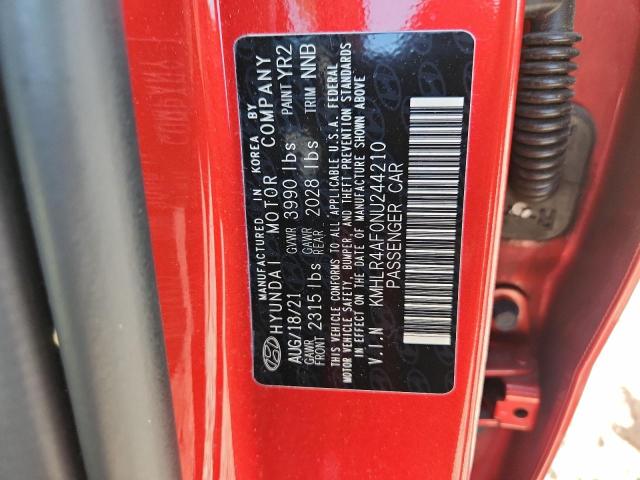 MANUFACTURED IN KOREA BY
HYUNDAI MOTOR COMPANY
AUG/18/21 GVWR 3990 lbs PAINT YR2
GAWR FRONT 2315 lbs GAWR REAR 2028 lbs TRIM NNB
THIS VEHICLE CONFORMS TO ALL APPLICABLE U.S.A. FEDERAL
MOTOR VEHICLE SAFETY, BUMPER, AND THEFT PREVENTION STANDARDS
IN EFFECT ON THE DATE OF MANUFACTURE SHOWN ABOVE
V.I.N KMHLR4AF0NU244210
PASSENGER CAR